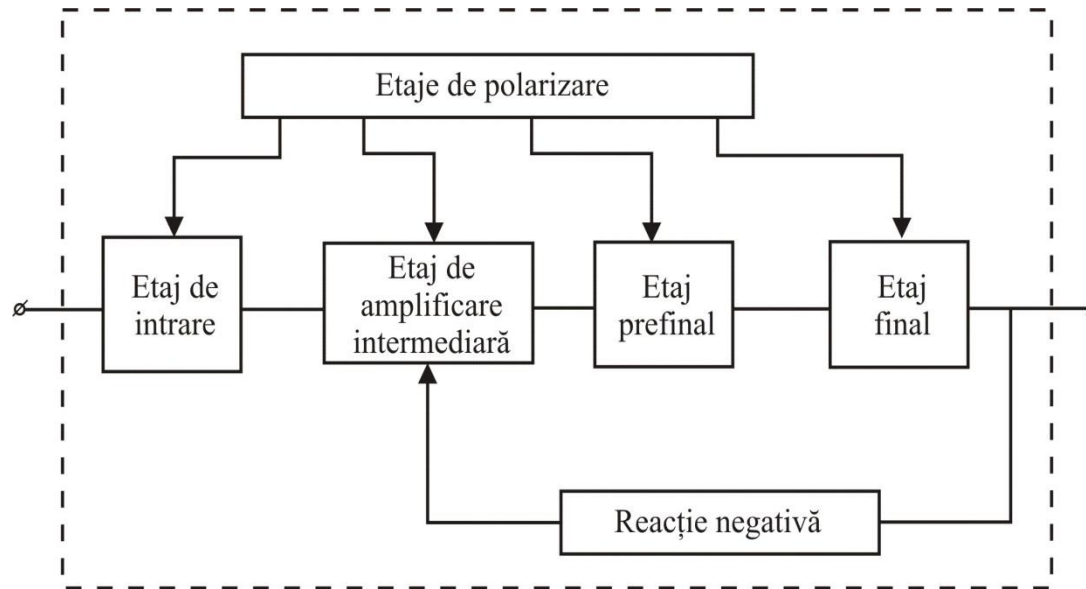 Etaje de polarizare
Etaj de
intrare
Etaj de
amplificare
intermediară
Etaj
prefinal
Etaj
final
Reacție negativă